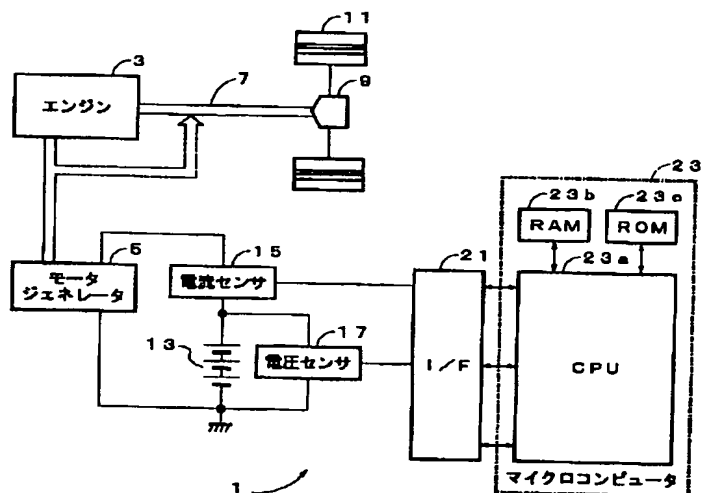 11
3
7
9
エンジン
23
23b
23c
RAM
ROM
5
15
21
23a
モータ
ジェネレータ
電流センサ
17
13
電圧センサ
I/F
CPU
1
マイクロコンピュータ